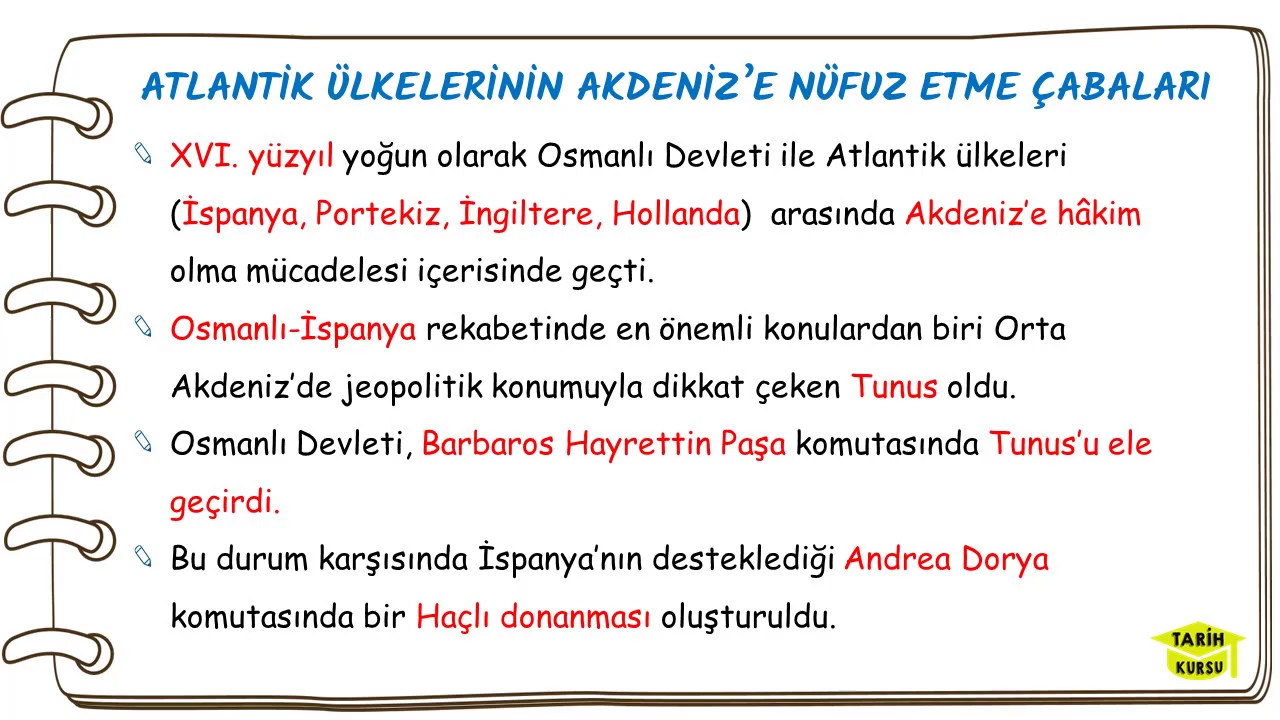 ATLANTİK ÜLKELERİNİN AKDENİZ’E NÜFUZ ETME ÇABALARI
XVI. yüzyıl yoğun olarak Osmanlı Devleti ile Atlantik ülkeleri
(İspanya, Portekiz, İngiltere, Hollanda) arasında Akdeniz’e hâkim
olma mücadelesi içerisinde geçti.
Osmanlı-İspanya rekabetinde en önemli konulardan biri Orta
Akdeniz’de jeopolitik konumuyla dikkat çeken Tunus oldu.
Osmanlı Devleti, Barbaros Hayrettin Paşa komutasında Tunus’u ele
geçirdi.
Bu durum karşısında İspanya’nın desteklediği Andrea Dorya
komutasında bir Haçlı donanması oluşturuldu.
TARİH
KURSU